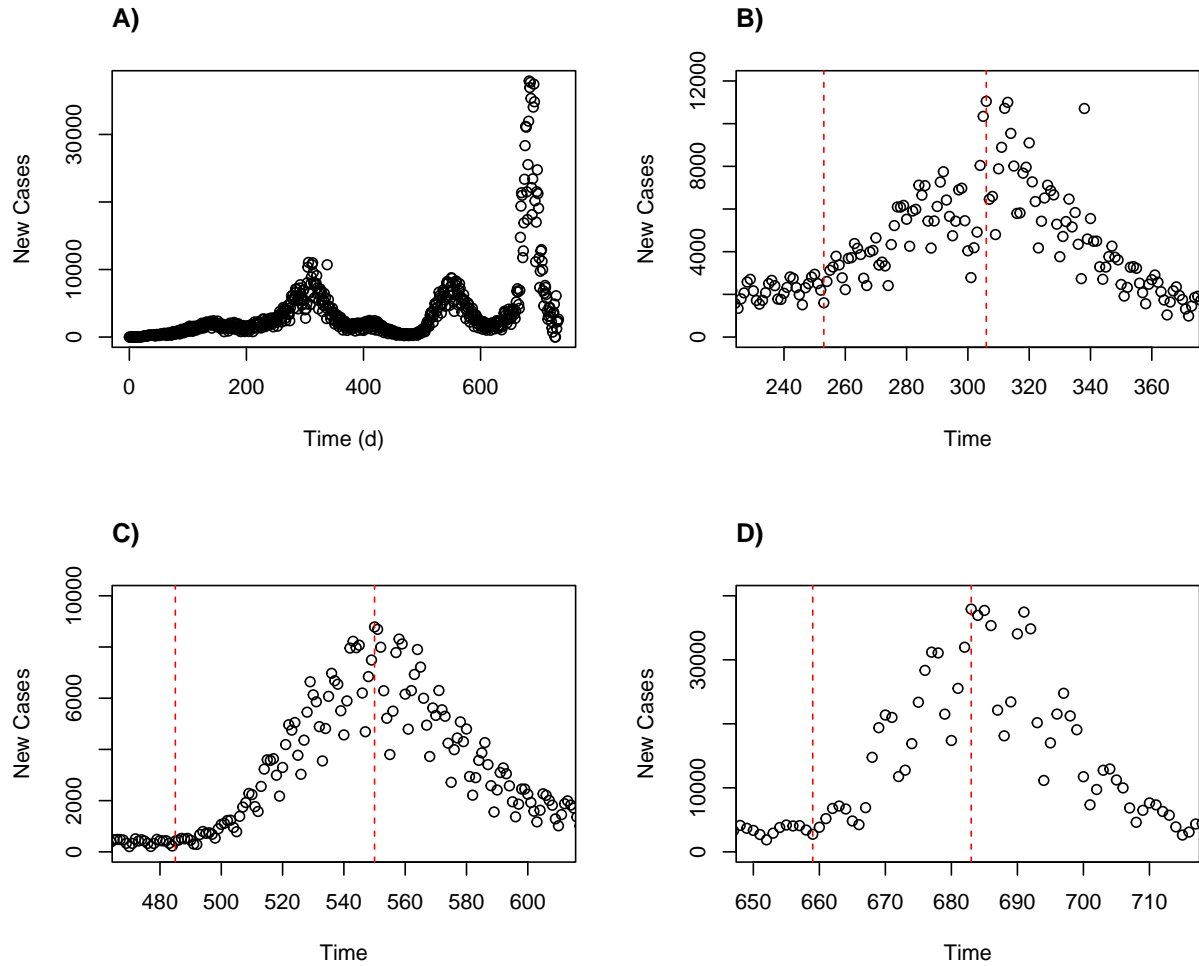 A)
New Cases
0 10000 30000
0 200 400 600
Time (d)
B)
New Cases
0 4000 8000 12000
240 260 280 300 320 340 360
Time
C)
New Cases
0 2000 6000 10000
480 500 520 540 560 580 600
Time
D)
New Cases
0 10000 30000
650 660 670 680 690 700 710
Time